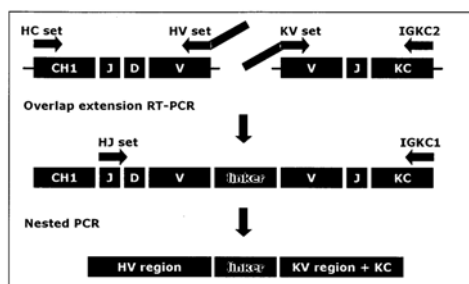 HC set HV set KV set IGKC2
CH1 J D V V J KC
Overlap extension RT-PCR
HJ set IGKC1
CH1 J D V linker V J KC
Nested PCR
HV region linker KV region + KC